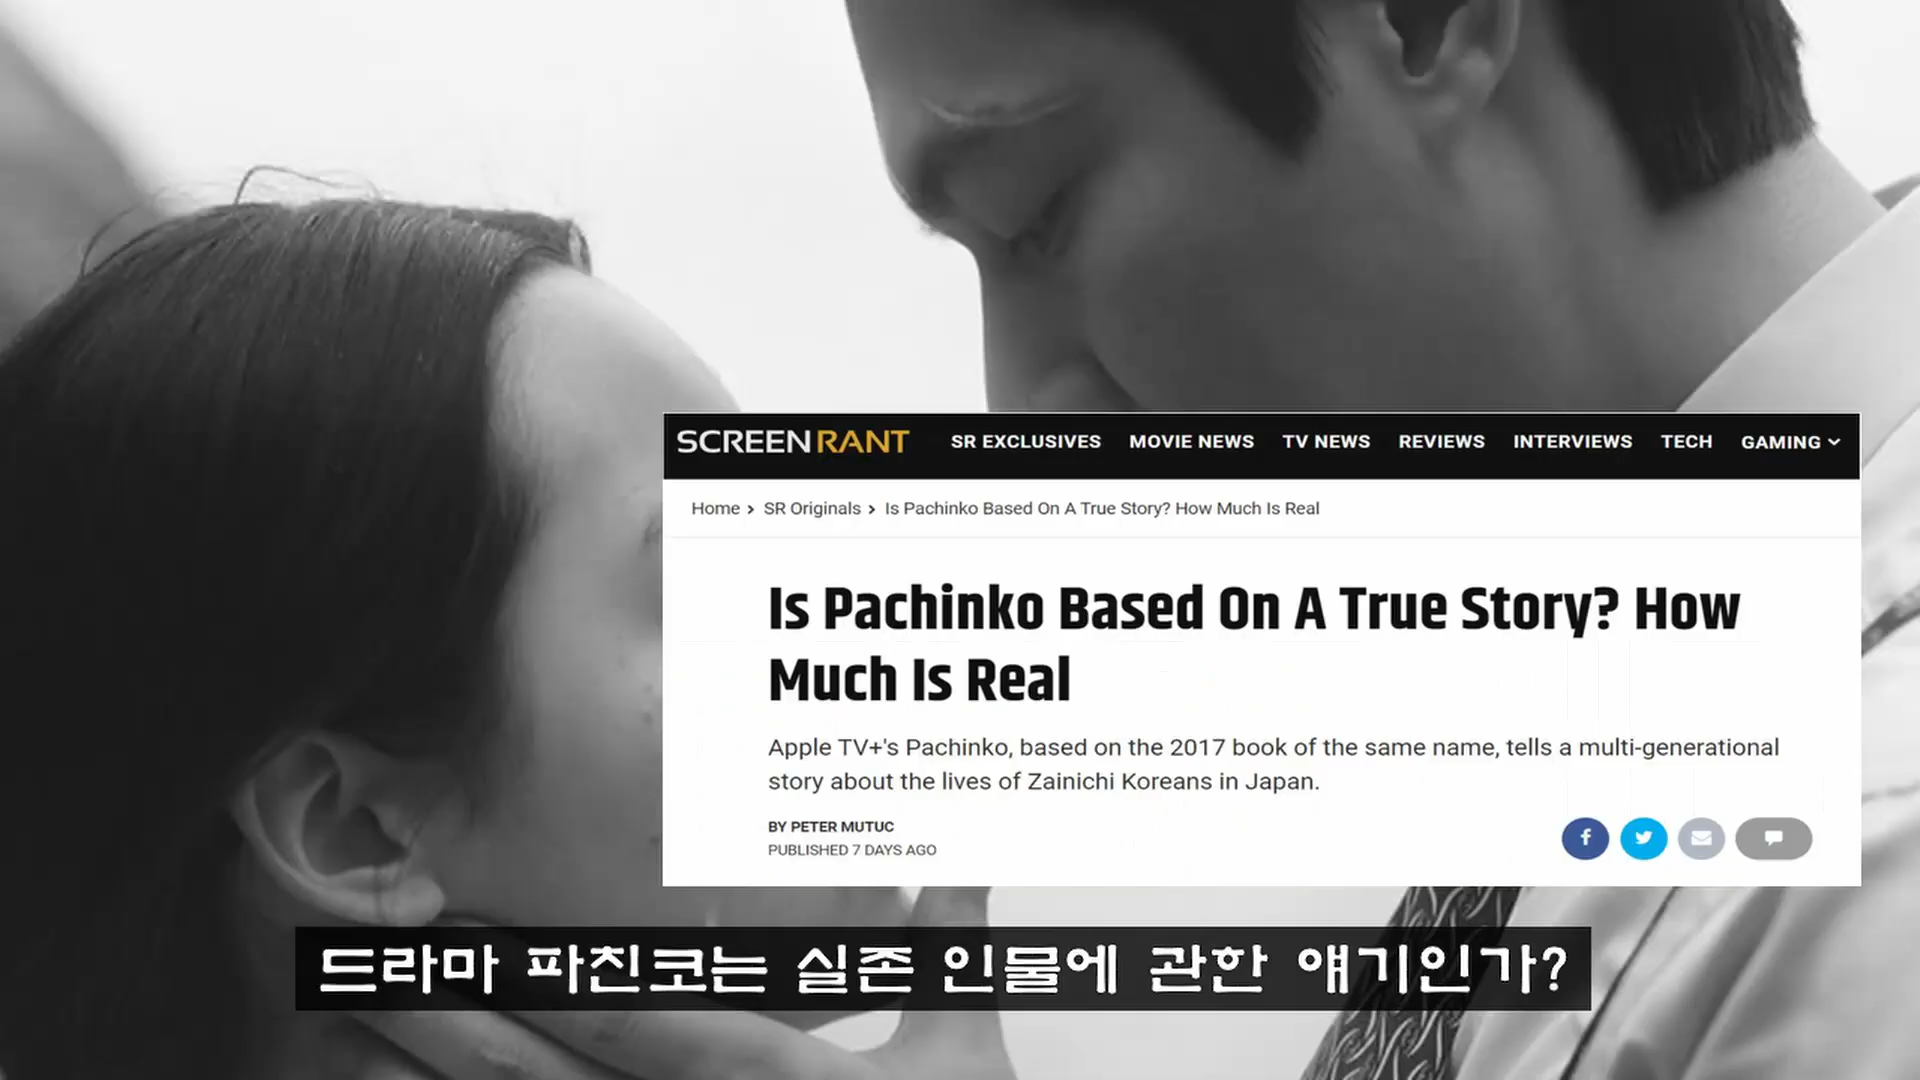 SCREENRANT SR EXCLUSIVES MOVIE NEWS TV NEWS REVIEWS INTERVIEWS TECH GAMING
Home > SR Originals > Is Pachinko Based On A True Story? How Much Is Real
Is Pachinko Based On A True Story? How
Much Is Real
Apple TV+'s Pachinko, based on the 2017 book of the same name, tells a multi-generational
story about the lives of Zainichi Koreans in Japan.
BY PETER MUTUC
PUBLISHED 7 DAYS AGO
드라마 파친코는 실존 인물에 관한 얘기인가?